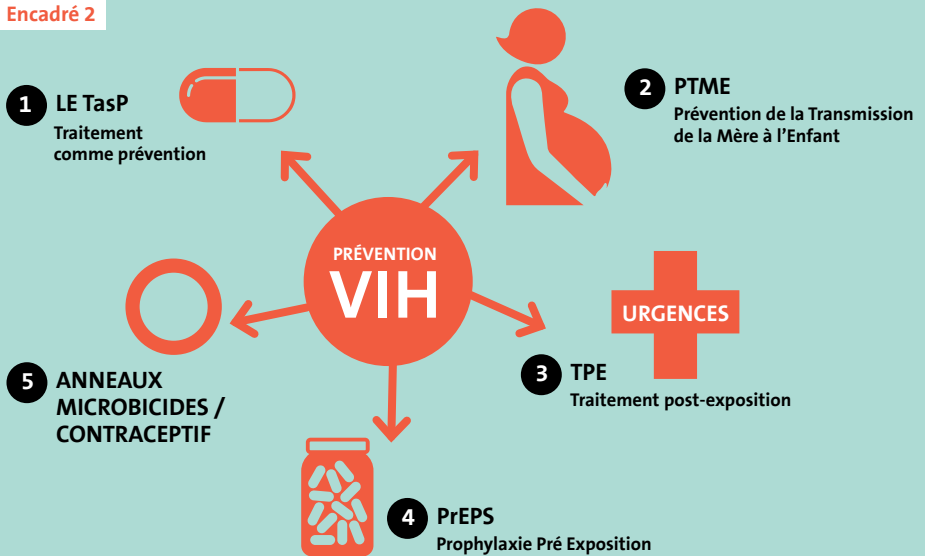 Encadré 2
1 LE TasP
Traitement
comme prévention
2 PTME
Prévention de la Transmission
de la Mère à l'Enfant
PRÉVENTION
VIH
URGENCES
3 TPE
Traitement post-exposition
5 ANNEAUX
MICROBICIDES /
CONTRACEPTIF
4 PrEPS
Prophylaxie Pré Exposition